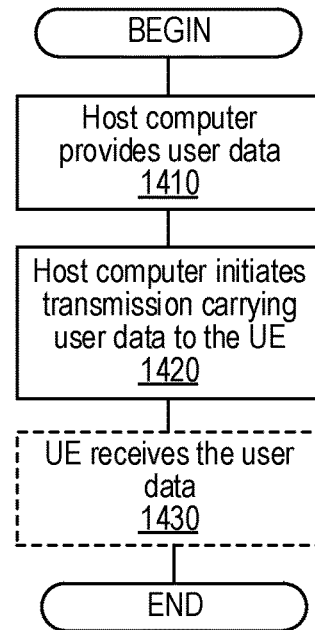 BEGIN
Host computer
provides user data
1410
Host computer initiates
transmission carrying
user data to the UE
1420
UE receives the user
data
1430
END